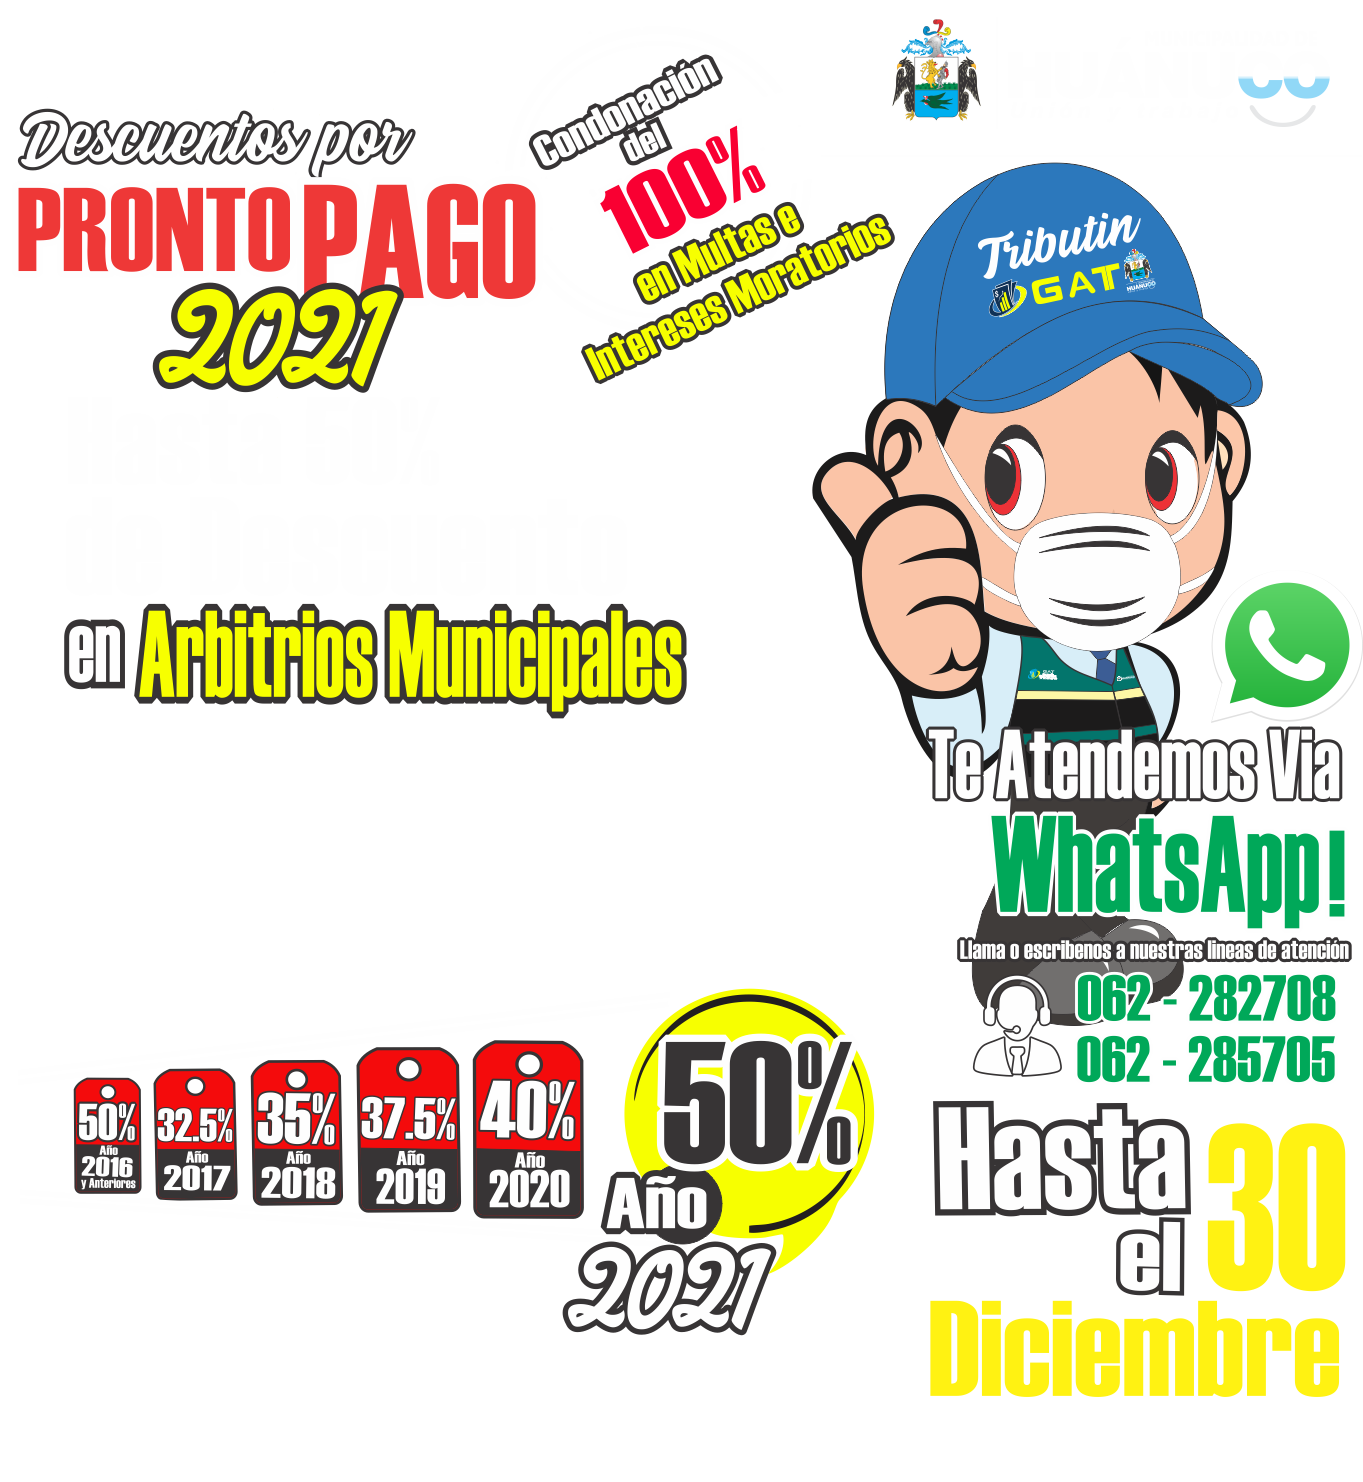 Descuentos por
PRONTO PAGO
2021
Condonación
del
100%
en Multas e
Intereses Moratorios
Tributin
GAT
HUANUCO
en Arbitrios Municipales
Te Atendemos Via
WhatsApp!
Llama o escribenos a nuestras lineas de atención
062 - 282708
062 - 285705
50%
Año
2016
y Anteriores
32.5%
Año
2017
35%
Año
2018
37.5%
Año
2019
40%
Año
2020
50%
Año
2021
Hasta
el 30
Diciembre